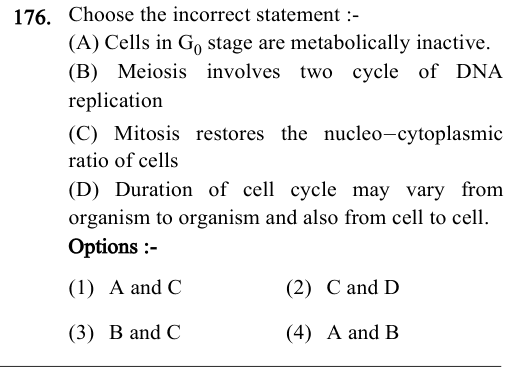 176. Choose the incorrect statement :-
(A) Cells in G₀ stage are metabolically inactive.
(B) Meiosis involves two cycle of DNA
replication
(C) Mitosis restores the nucleo–cytoplasmic
ratio of cells
(D) Duration of cell cycle may vary from
organism to organism and also from cell to cell.
Options :-
(1) A and C (2) C and D
(3) B and C (4) A and B